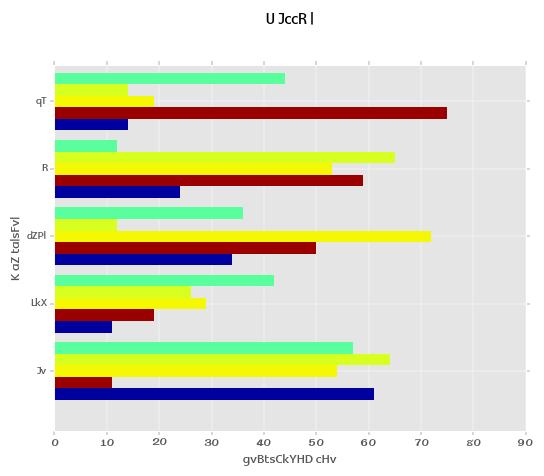 U JccR l
qT
R
dZPl
LkX
Jv
K aZ talsFvl
0 10 20 30 40 50 60 70 80 90
gvBtsCkYHD cHv